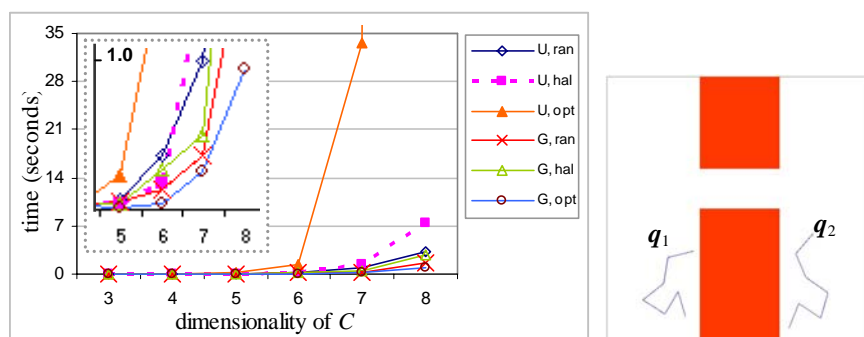 35
28
21
14
7
0
time (seconds)
1.0
5 6 7 8
3 4 5 6 7 8
dimensionality of C
U, ran
U, hal
U, opt
G, ran
G, hal
G, opt
q1
q2